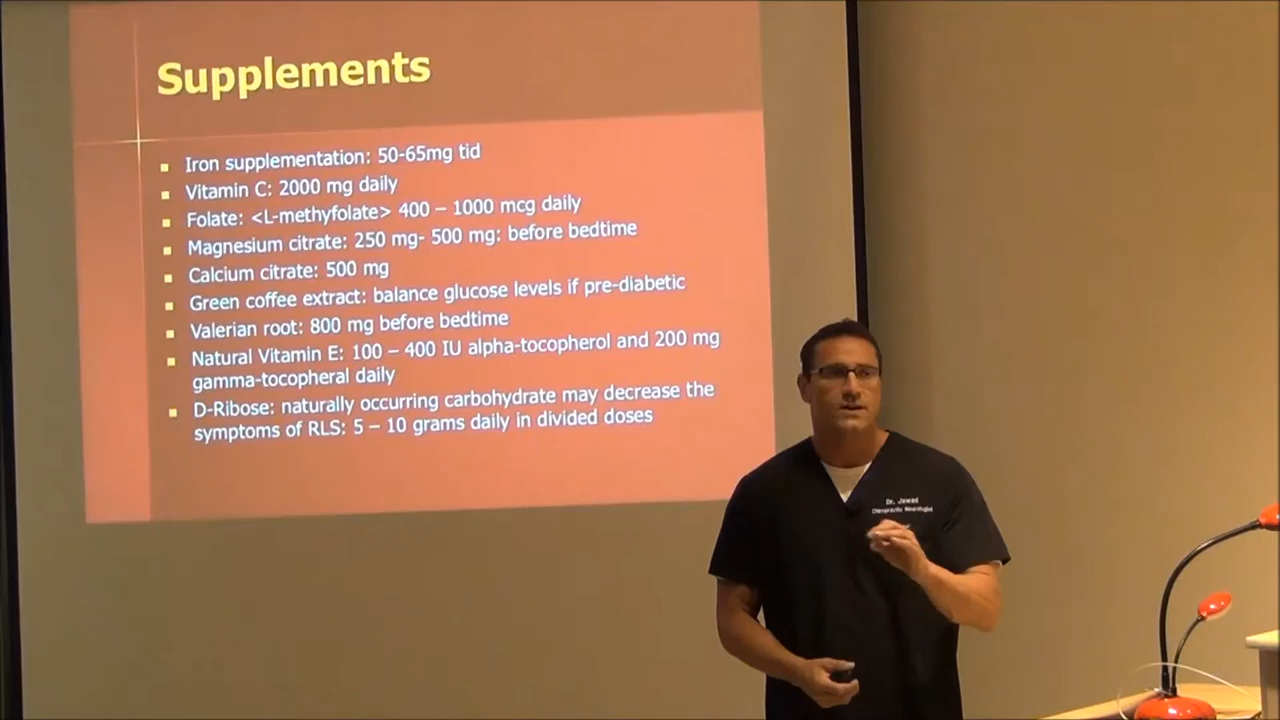 Supplements
Iron supplementation: 50-65mg tid
Vitamin C: 2000 mg daily
Folate: <L-methyfolate> 400 – 1000 mcg daily
Magnesium citrate: 250 mg- 500 mg: before bedtime
Calcium citrate: 500 mg
Green coffee extract: balance glucose levels if pre-diabetic
Valerian root: 800 mg before bedtime
Natural Vitamin E: 100 – 400 IU alpha-tocopherol and 200 mg
gamma-tocopheral daily
D-Ribose: naturally occurring carbohydrate may decrease the
symptoms of RLS: 5 – 10 grams daily in divided doses
Dr. Jawad
Chiropractic Neurologist